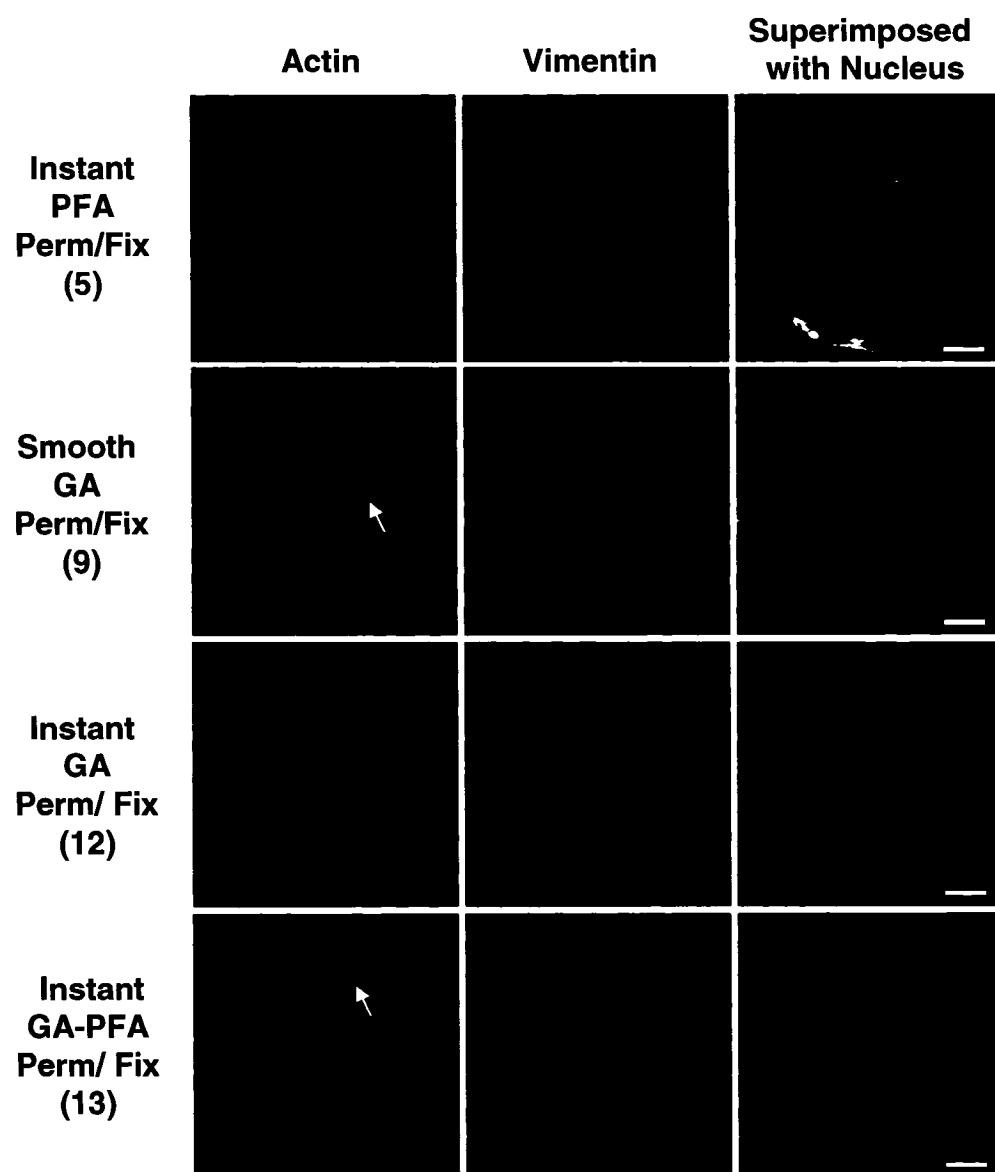 Actin
Vimentin
Superimposed
with Nucleus
Instant
PFA
Perm/Fix
(5)
Smooth
GA
Perm/Fix
(9)
Instant
GA
Perm/ Fix
(12)
Instant
GA-PFA
Perm/ Fix
(13)